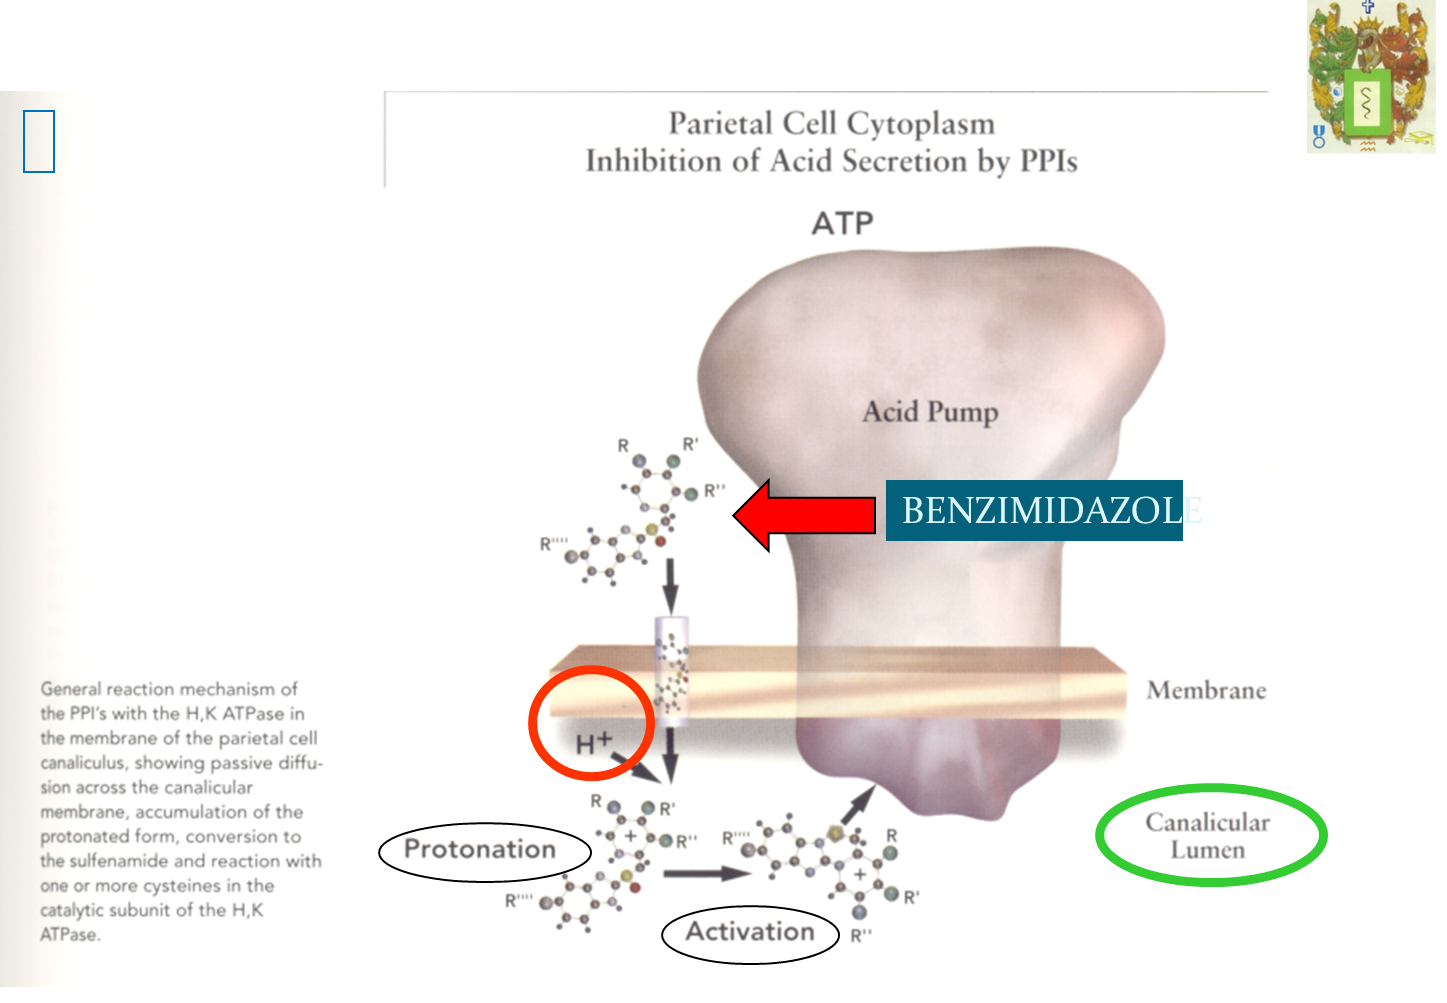 Parietal Cell Cytoplasm
Inhibition of Acid Secretion by PPIs
ATP
Acid Pump
R
R'
R''
R''''
BENZIMIDAZOLE
Membrane
H+
General reaction mechanism of
the PPI's with the H,K ATPase in
the membrane of the parietal cell
canaliculus, showing passive diffu-
sion across the canalicular
membrane, accumulation of the
protonated form, conversion to
the sulfenamide and reaction with
one or more cysteines in the
catalytic subunit of the H,K
ATPase.
R
R'
R''
R''''
Protonation
R''''
R
R'
R''
Activation
Canalicular
Lumen